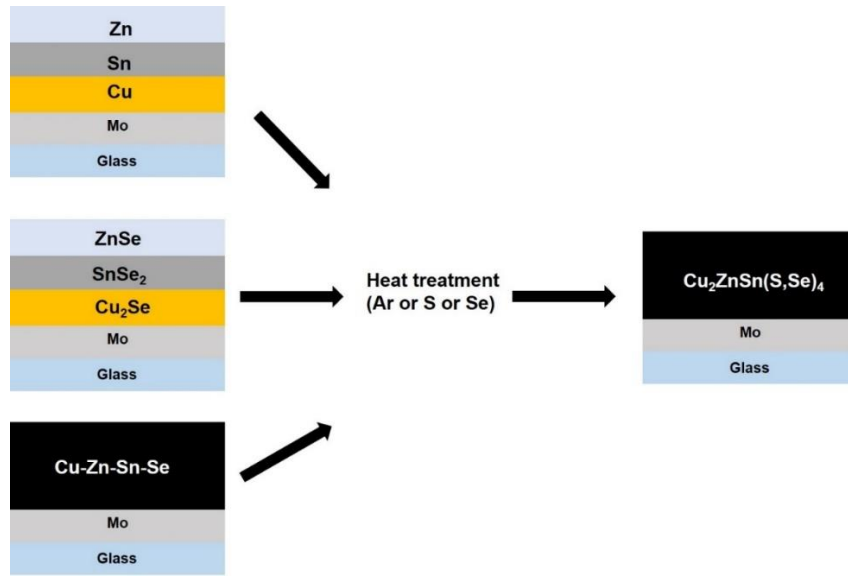 Zn
Sn
Cu
Mo
Glass
ZnSe
SnSe₂
Cu₂Se
Mo
Glass
Cu-Zn-Sn-Se
Mo
Glass
Heat treatment
(Ar or S or Se)
Cu₂ZnSn(S,Se)₄
Mo
Glass